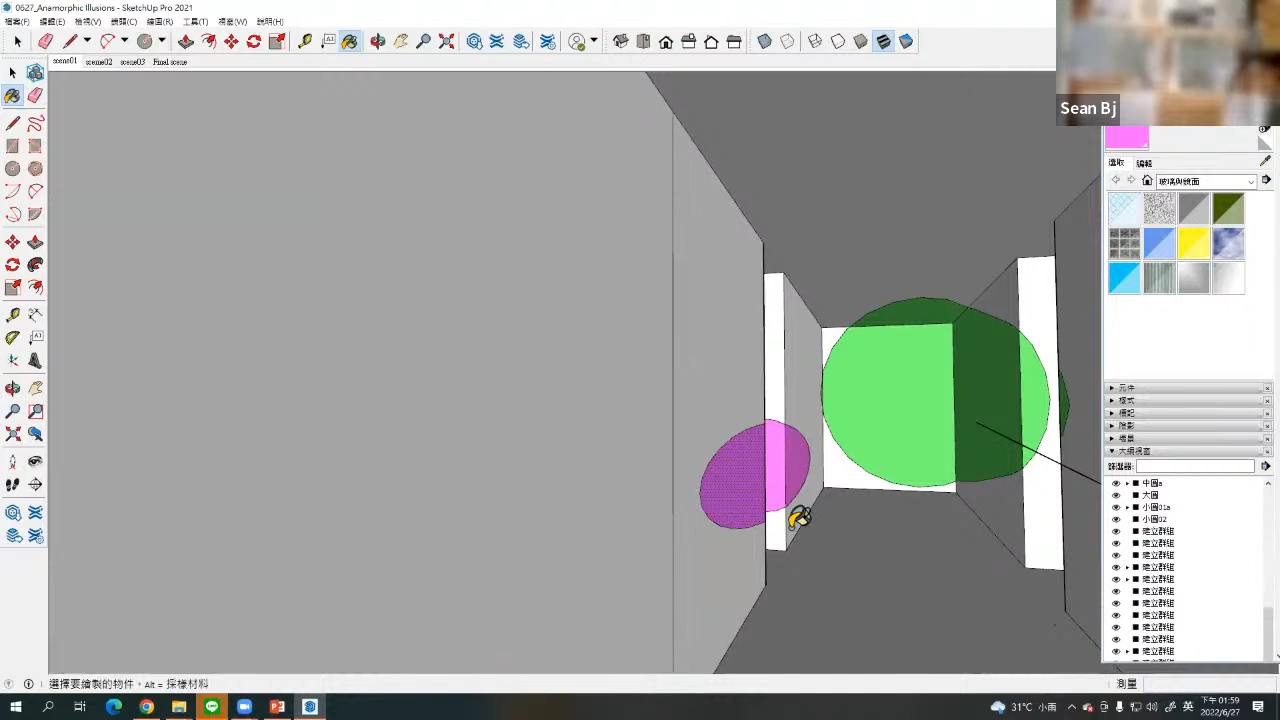 0627_Anamorphic Illusions - SketchUp Pro 2021
檔案(F) 編輯(E) 檢視(V) 鏡頭(C) 繪圖(R) 工具(T) 視窗(W) 說明(H)
scene01 scene02 scene03 Final scene
Sean Bj
選取 編輯
玻璃與鏡面
元件
樣式
標記
陰影
場景
大綱視窗
篩選器:
中圓a
大圓
小圓01a
小圓02
建立群組
建立群組
建立群組
建立群組
建立群組
建立群組
建立群組
建立群組
建立群組
建立群組
建立群組
選擇要繪製的物件。Alt = 採樣材料
測量
31°C 小雨
英
下午 01:59
2022/6/27